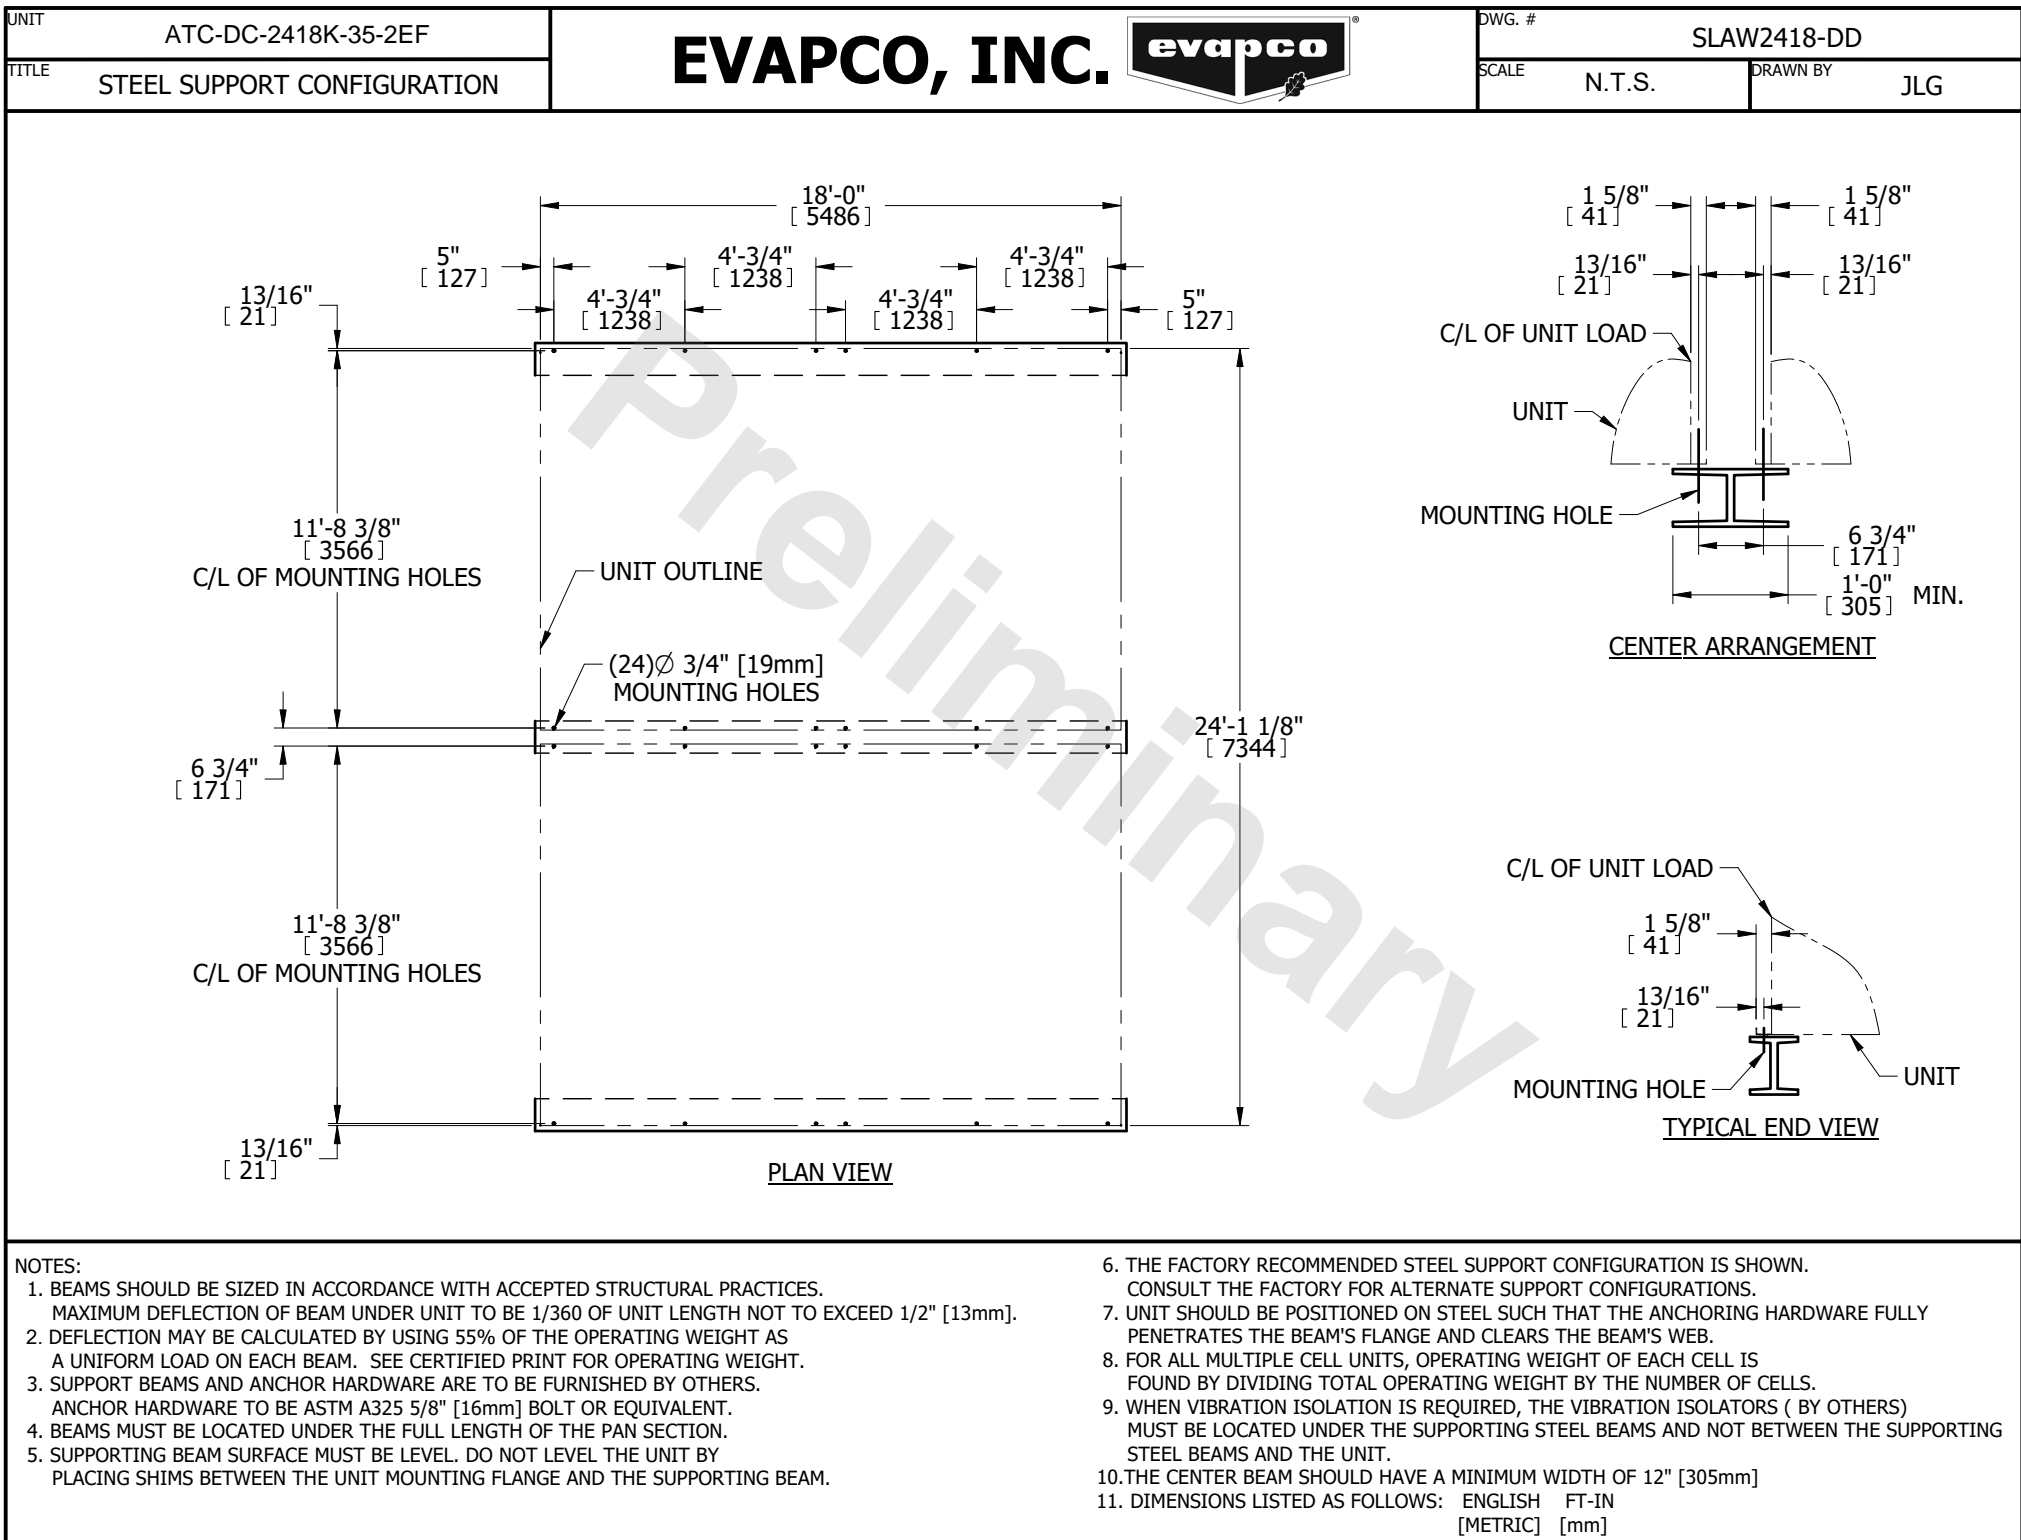 UNIT
ATC-DC-2418K-35-2EF
TITLE
STEEL SUPPORT CONFIGURATION
EVAPCO, INC.
evapco
®
DWG. #
SLAW2418-DD
SCALE
N.T.S.
DRAWN BY
JLG
18'-0"
[ 5486 ]
5"
[ 127 ]
4'-3/4"
[ 1238 ]
4'-3/4"
[ 1238 ]
13/16"
[ 21 ]
4'-3/4"
[ 1238 ]
4'-3/4"
[ 1238 ]
5"
[ 127 ]
11'-8 3/8"
[ 3566 ]
C/L OF MOUNTING HOLES
UNIT OUTLINE
(24)∅ 3/4" [19mm]
MOUNTING HOLES
6 3/4"
[ 171 ]
24'-1 1/8"
[ 7344 ]
11'-8 3/8"
[ 3566 ]
C/L OF MOUNTING HOLES
13/16"
[ 21 ]
PLAN VIEW
Preliminary
1 5/8"
[ 41 ]
1 5/8"
[ 41 ]
13/16"
[ 21 ]
13/16"
[ 21 ]
C/L OF UNIT LOAD
UNIT
MOUNTING HOLE
6 3/4"
[ 171 ]
1'-0"
[ 305 ] MIN.
CENTER ARRANGEMENT
C/L OF UNIT LOAD
1 5/8"
[ 41 ]
13/16"
[ 21 ]
MOUNTING HOLE
UNIT
TYPICAL END VIEW
NOTES:
1. BEAMS SHOULD BE SIZED IN ACCORDANCE WITH ACCEPTED STRUCTURAL PRACTICES.
MAXIMUM DEFLECTION OF BEAM UNDER UNIT TO BE 1/360 OF UNIT LENGTH NOT TO EXCEED 1/2" [13mm].
2. DEFLECTION MAY BE CALCULATED BY USING 55% OF THE OPERATING WEIGHT AS
A UNIFORM LOAD ON EACH BEAM. SEE CERTIFIED PRINT FOR OPERATING WEIGHT.
3. SUPPORT BEAMS AND ANCHOR HARDWARE ARE TO BE FURNISHED BY OTHERS.
ANCHOR HARDWARE TO BE ASTM A325 5/8" [16mm] BOLT OR EQUIVALENT.
4. BEAMS MUST BE LOCATED UNDER THE FULL LENGTH OF THE PAN SECTION.
5. SUPPORTING BEAM SURFACE MUST BE LEVEL. DO NOT LEVEL THE UNIT BY
PLACING SHIMS BETWEEN THE UNIT MOUNTING FLANGE AND THE SUPPORTING BEAM.
6. THE FACTORY RECOMMENDED STEEL SUPPORT CONFIGURATION IS SHOWN.
CONSULT THE FACTORY FOR ALTERNATE SUPPORT CONFIGURATIONS.
7. UNIT SHOULD BE POSITIONED ON STEEL SUCH THAT THE ANCHORING HARDWARE FULLY
PENETRATES THE BEAM'S FLANGE AND CLEARS THE BEAM'S WEB.
8. FOR ALL MULTIPLE CELL UNITS, OPERATING WEIGHT OF EACH CELL IS
FOUND BY DIVIDING TOTAL OPERATING WEIGHT BY THE NUMBER OF CELLS.
9. WHEN VIBRATION ISOLATION IS REQUIRED, THE VIBRATION ISOLATORS ( BY OTHERS)
MUST BE LOCATED UNDER THE SUPPORTING STEEL BEAMS AND NOT BETWEEN THE SUPPORTING
STEEL BEAMS AND THE UNIT.
10.THE CENTER BEAM SHOULD HAVE A MINIMUM WIDTH OF 12" [305mm]
11. DIMENSIONS LISTED AS FOLLOWS: ENGLISH FT-IN
[METRIC] [mm]